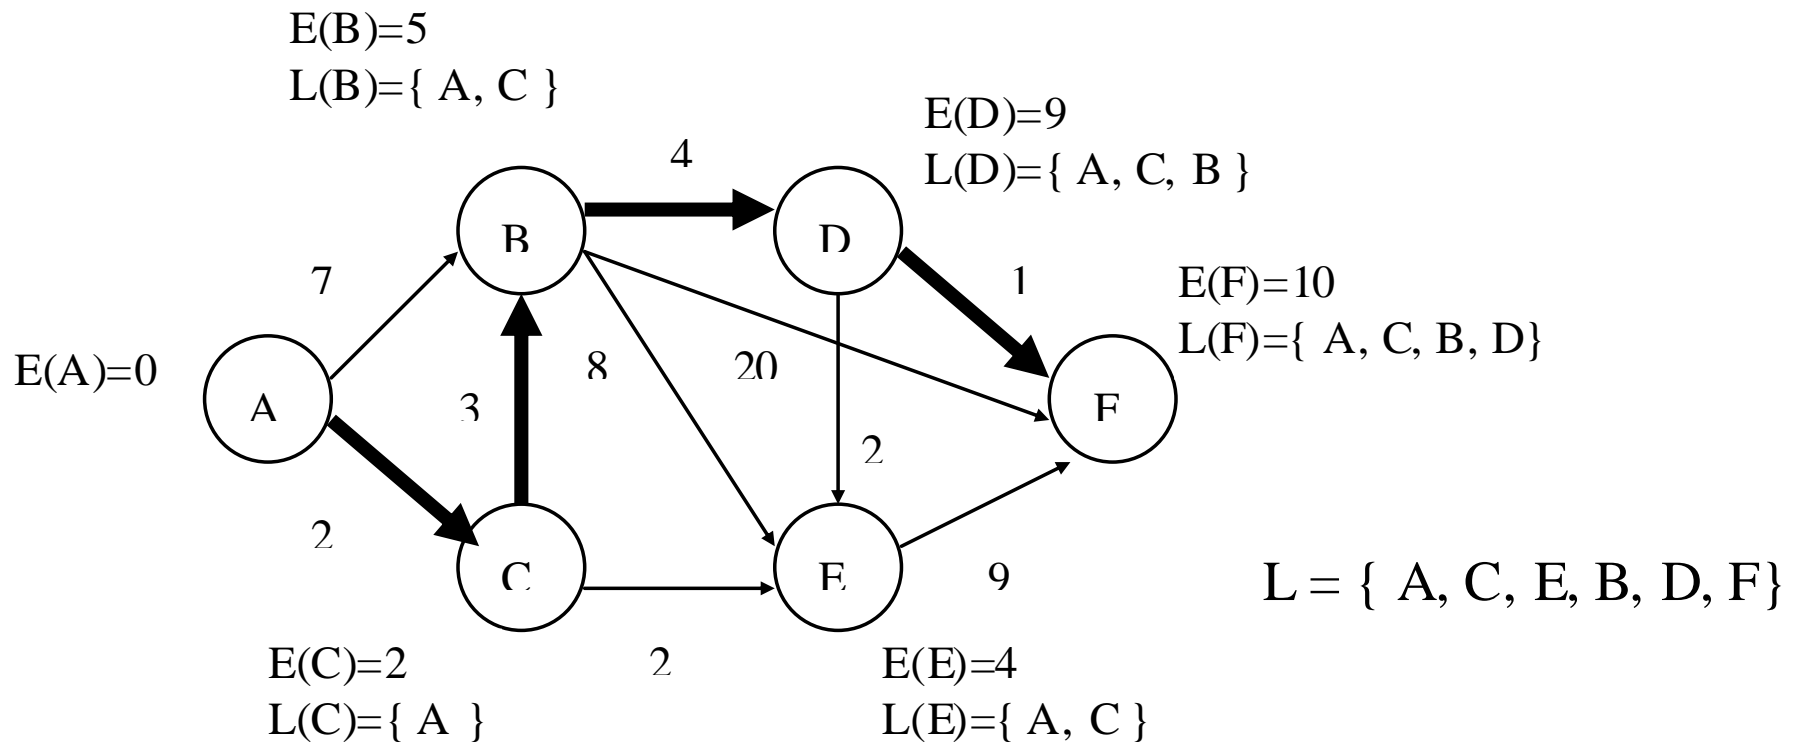 E(B)=5
L(B)={ A, C }
E(D)=9
L(D)={ A, C, B }
4
B
D
7
1
E(F)=10
L(F)={ A, C, B, D}
E(A)=0
8
20
A
3
F
2
2
C
E
9
L = { A, C, E, B, D, F}
E(C)=2
L(C)={ A }
2
E(E)=4
L(E)={ A, C }